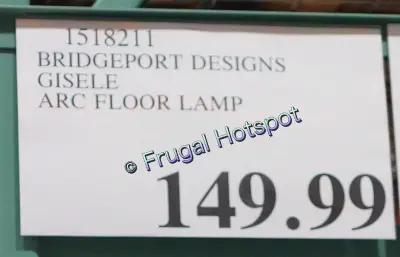 1518211
BRIDGEPORT DESIGNS
GISELE
ARC FLOOR LAMP
© Frugal Hotspot
149.99